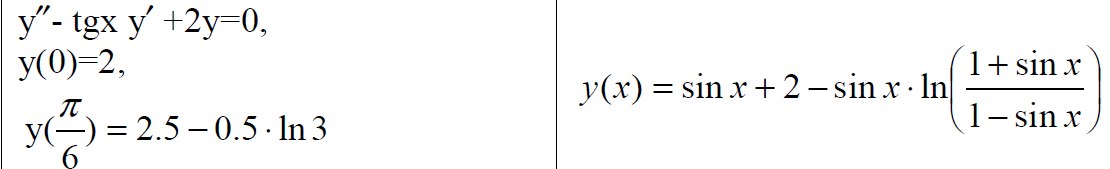 y″- tgx y′ +2y=0,
y(0)=2,
y(π/6) = 2.5 − 0.5 · ln 3
y(x) = sin x + 2 − sin x · ln((1 + sin x)/(1 − sin x))